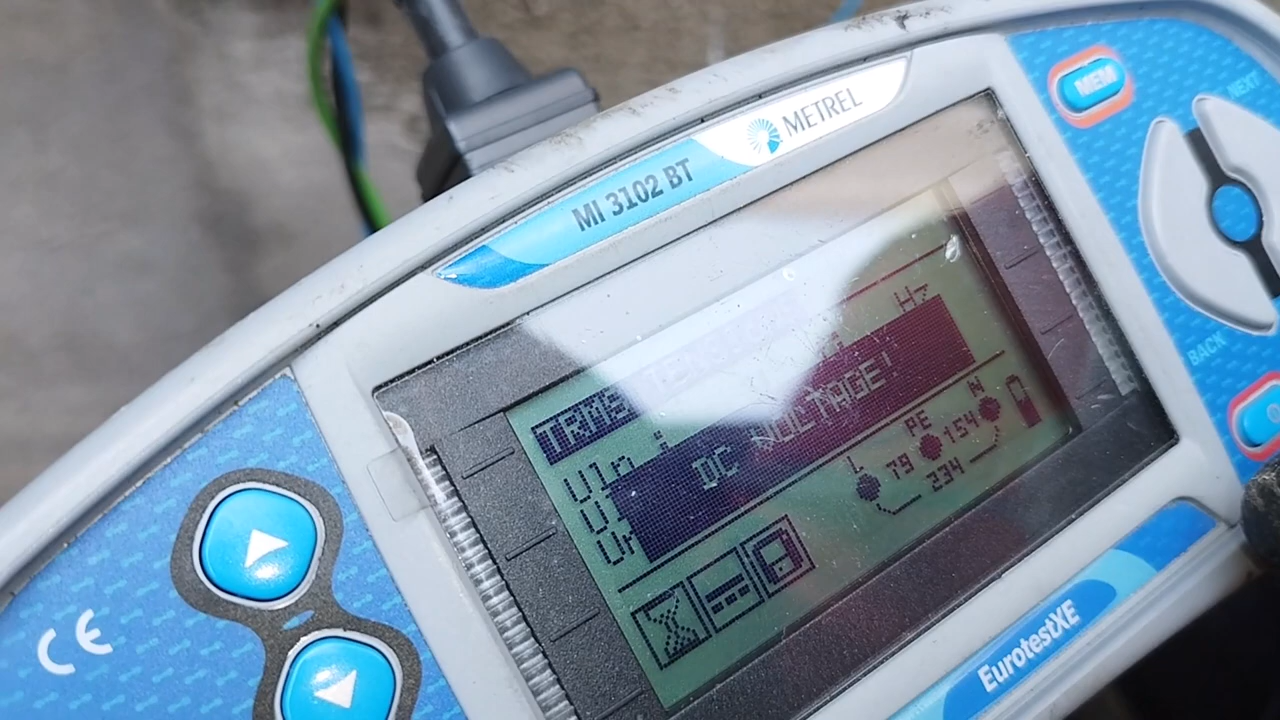 MEM
NEXT
METREL
MI 3102 BT
TRMS
Hz
Uln :
DC VOLTAGE!
BACK
L 79 PE 154 N
234
CE
EurotestXE